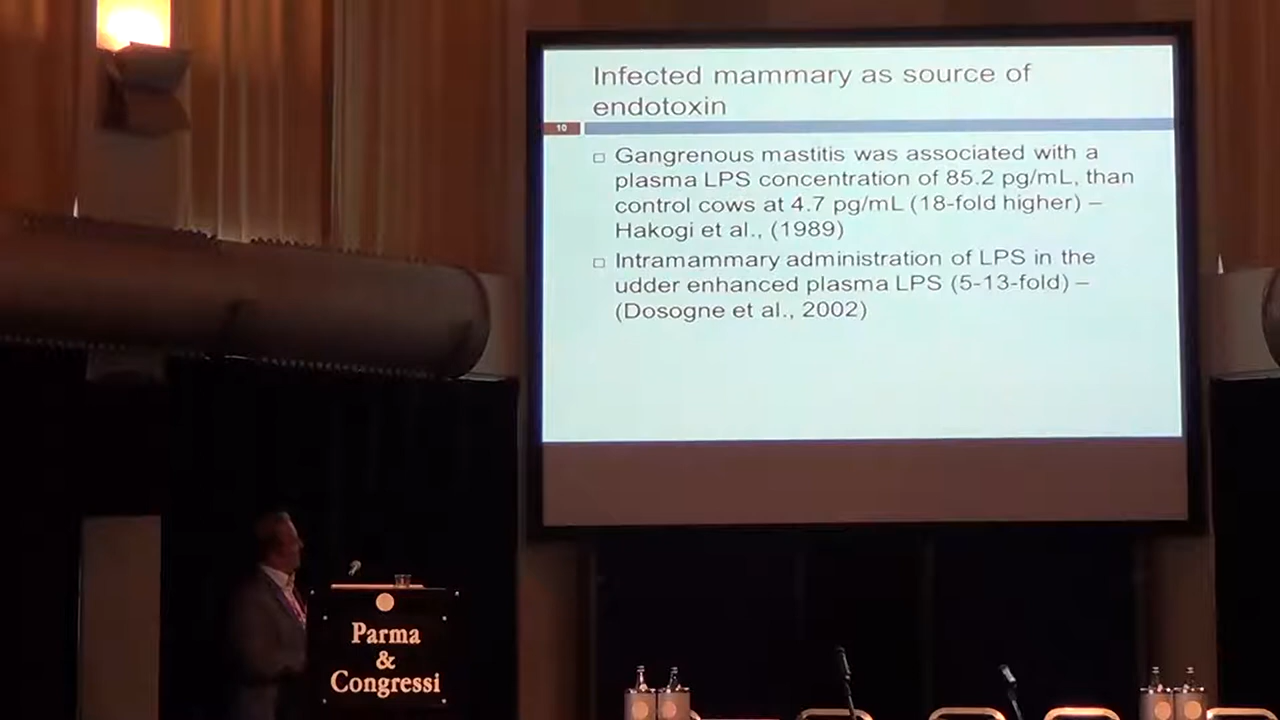 Infected mammary as source of
endotoxin
10
Gangrenous mastitis was associated with a
plasma LPS concentration of 85.2 pg/mL, than
control cows at 4.7 pg/mL (18-fold higher) –
Hakogi et al., (1989)
Intramammary administration of LPS in the
udder enhanced plasma LPS (5-13-fold) –
(Dosogne et al., 2002)
Parma
&
Congressi